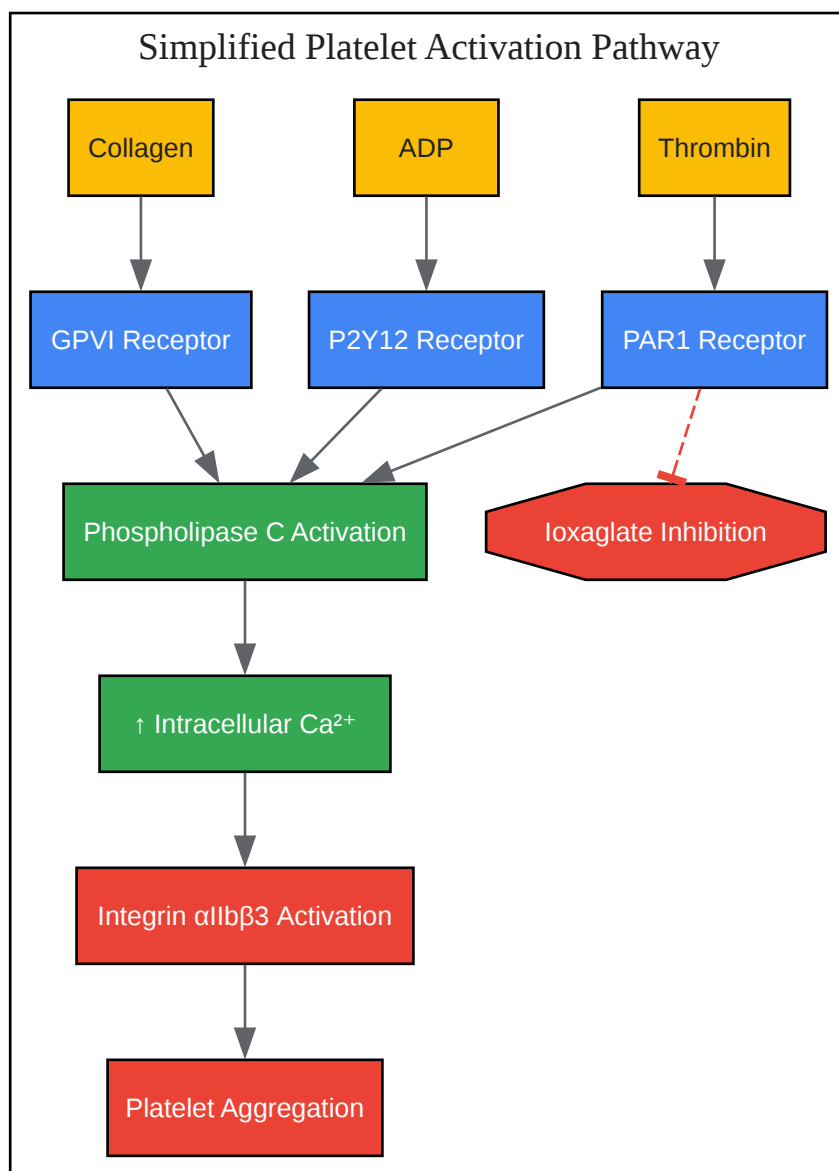 Simplified Platelet Activation Pathway
Collagen
ADP
Thrombin
GPVI Receptor
P2Y12 Receptor
PAR1 Receptor
Phospholipase C Activation
Ioxaglate Inhibition
↑ Intracellular Ca²⁺
Integrin αIIbβ3 Activation
Platelet Aggregation